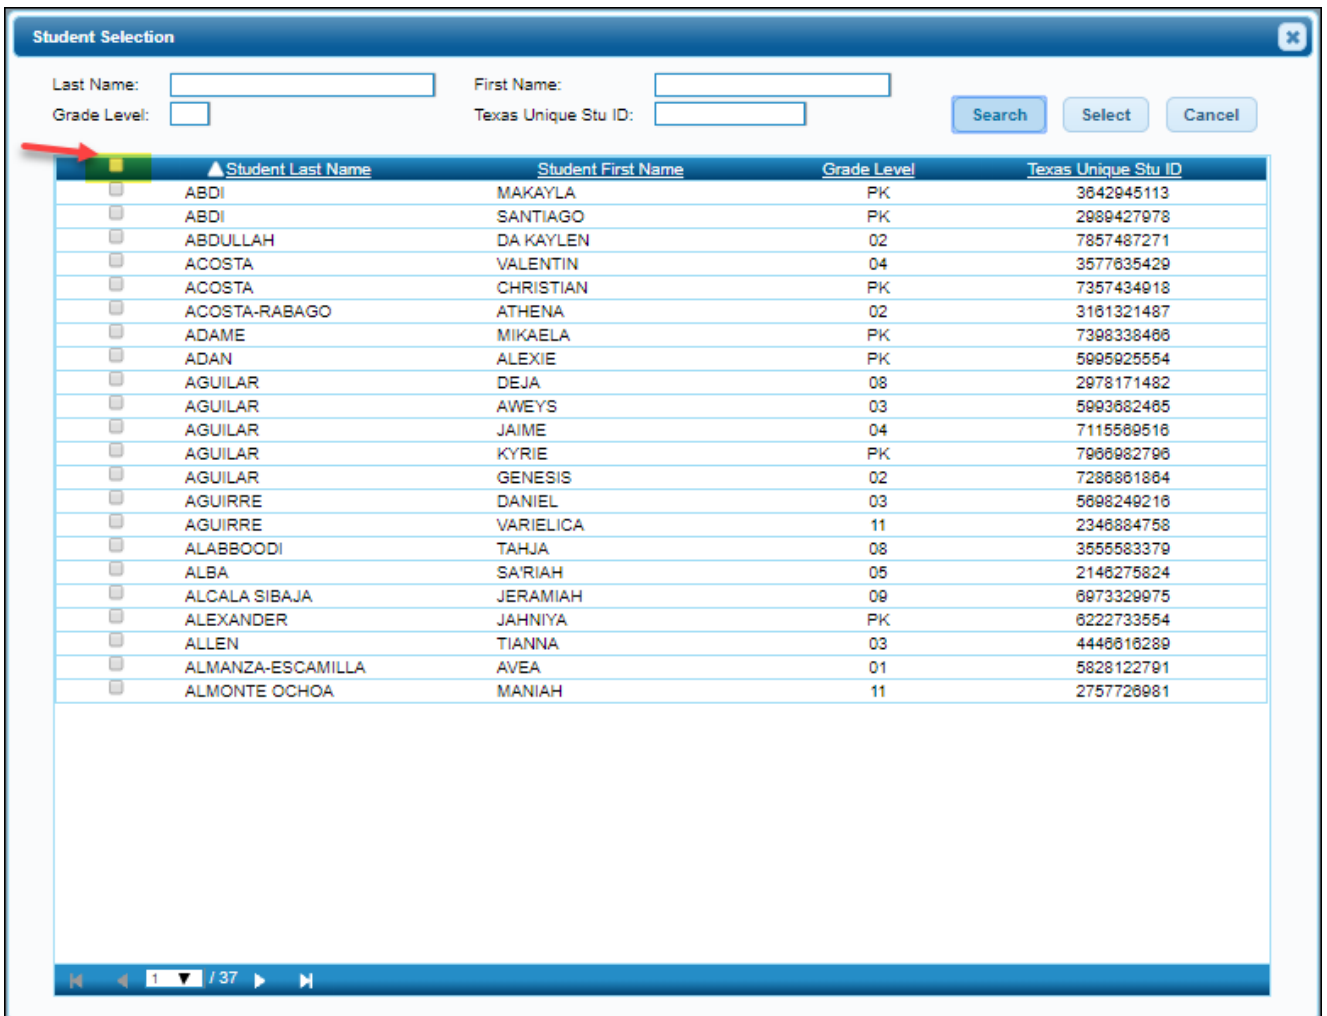 Student Selection
Last Name: First Name:
Grade Level: Texas Unique Stu ID: Search Select Cancel
Student Last Name Student First Name Grade Level Texas Unique Stu ID
ABDI MAKAYLA PK 3642945113
ABDI SANTIAGO PK 2989427978
ABDULLAH DA KAYLEN 02 7857487271
ACOSTA VALENTIN 04 3577635429
ACOSTA CHRISTIAN PK 7357434918
ACOSTA-RABAGO ATHENA 02 3161321487
ADAME MIKAELA PK 7398338466
ADAN ALEXIE PK 5995925554
AGUILAR DEJA 08 2978171482
AGUILAR AWEYS 03 5993682465
AGUILAR JAIME 04 7115569516
AGUILAR KYRIE PK 7966982796
AGUILAR GENESIS 02 7286861864
AGUIRRE DANIEL 03 5698249216
AGUIRRE VARIELICA 11 2346884758
ALABBOODI TAHJA 08 3555583379
ALBA SA'RIAH 05 2146275824
ALCALA SIBAJA JERAMIAH 09 6973329975
ALEXANDER JAHNIYA PK 6222733554
ALLEN TIANNA 03 4446616289
ALMANZA-ESCAMILLA AVEA 01 5828122791
ALMONTE OCHOA MANIAH 11 2757726981
1 / 37